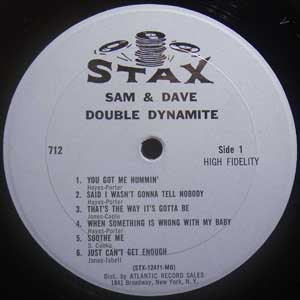 STAX
SAM & DAVE
DOUBLE DYNAMITE
712
Side 1
HIGH FIDELITY
1. YOU GOT ME HUMMIN'
Hayes-Porter
2. SAID I WASN'T GONNA TELL NOBODY
Hayes-Porter
3. THAT'S THE WAY IT'S GOTTA BE
Jones-Cople
4. WHEN SOMETHING IS WRONG WITH MY BABY
Hayes-Porter
5. SOOTHE ME
S. Cooke
6. JUST CAN'T GET ENOUGH
Jones-Isbell
(STX-12471-MO)
Dist. by ATLANTIC RECORD SALES
1841 Broadway, New York, N. Y.